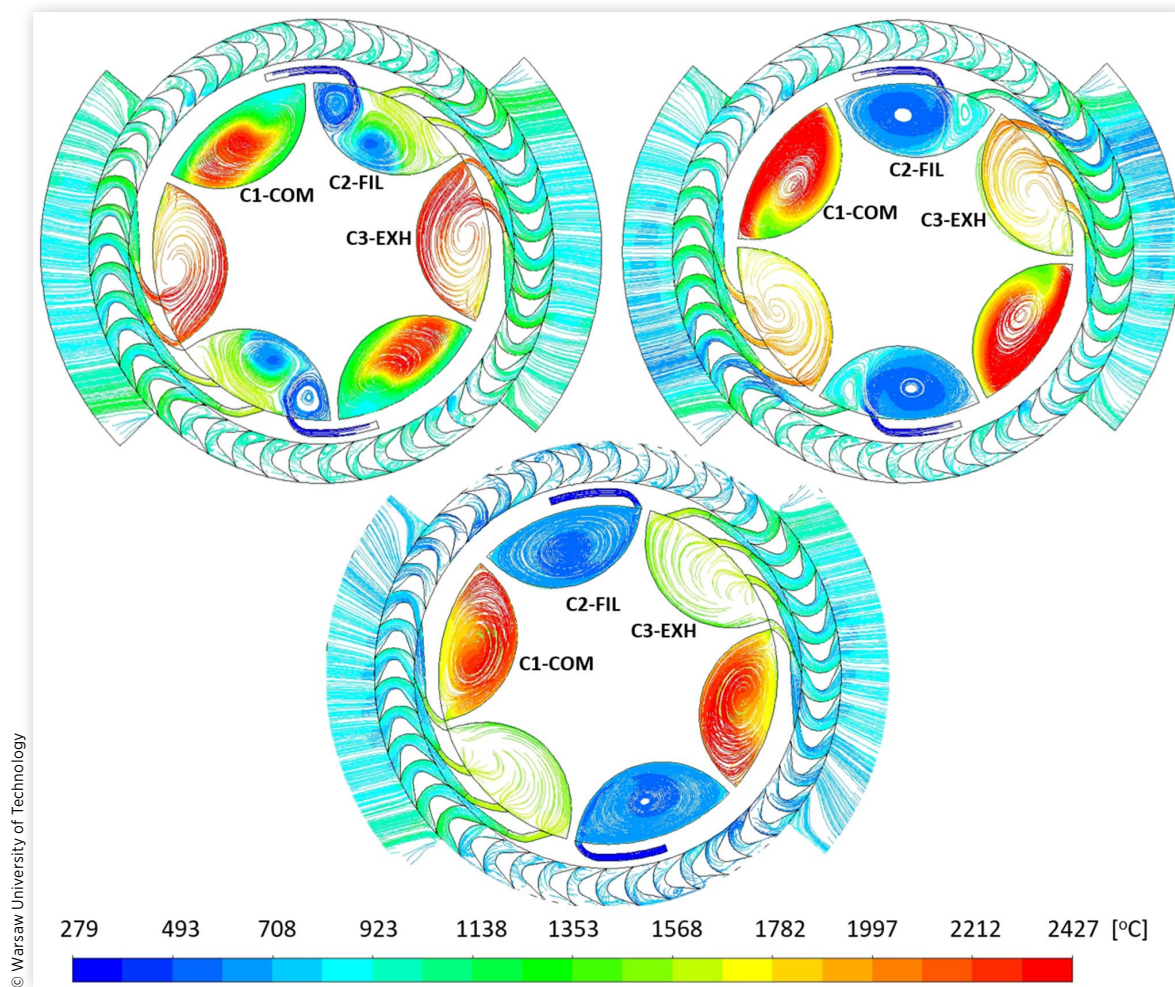 C1-COM
C2-FIL
C3-EXH
C2-FIL
C1-COM
C3-EXH
C2-FIL
C3-EXH
C1-COM
279 493 708 923 1138 1353 1568 1782 1997 2212 2427 [°C]
© Warsaw University of Technology